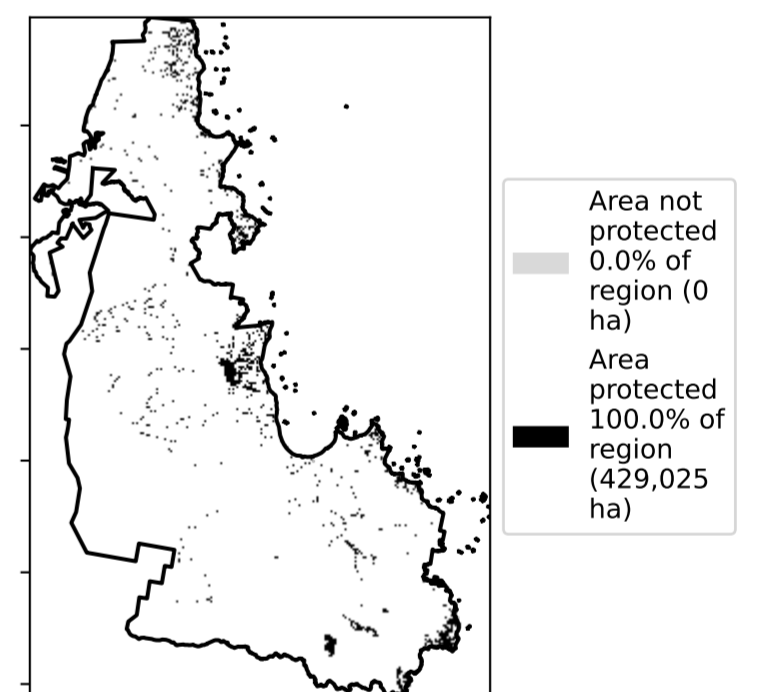 Area not
protected
0.0% of
region (0
ha)
Area
protected
100.0% of
region
(429,025
ha)